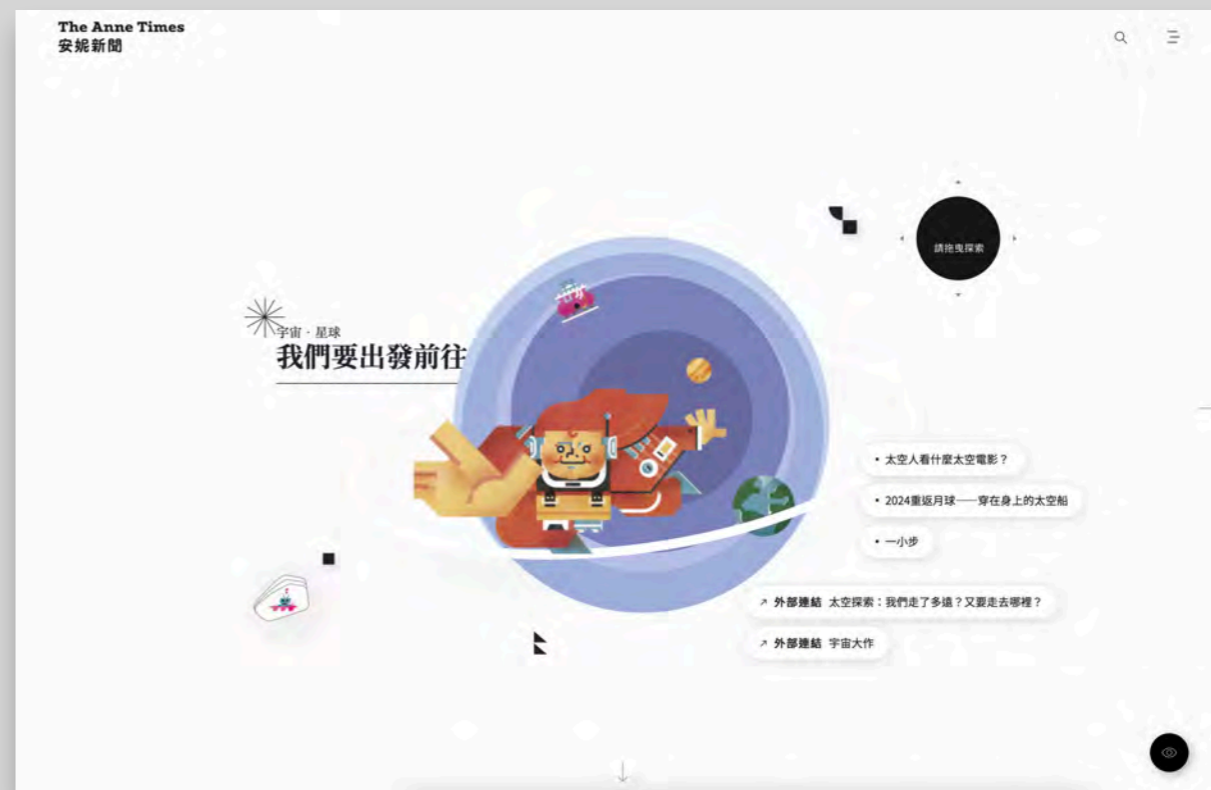 The Anne Times
安妮新聞
請拖曳探索
宇宙・星球
我們要出發前往
• 太空人看什麼太空電影？
• 2024重返月球——穿在身上的太空船
• 一小步
↗ 外部連結 太空探索：我們走了多遠？又要走去哪裡？
↗ 外部連結 宇宙大作